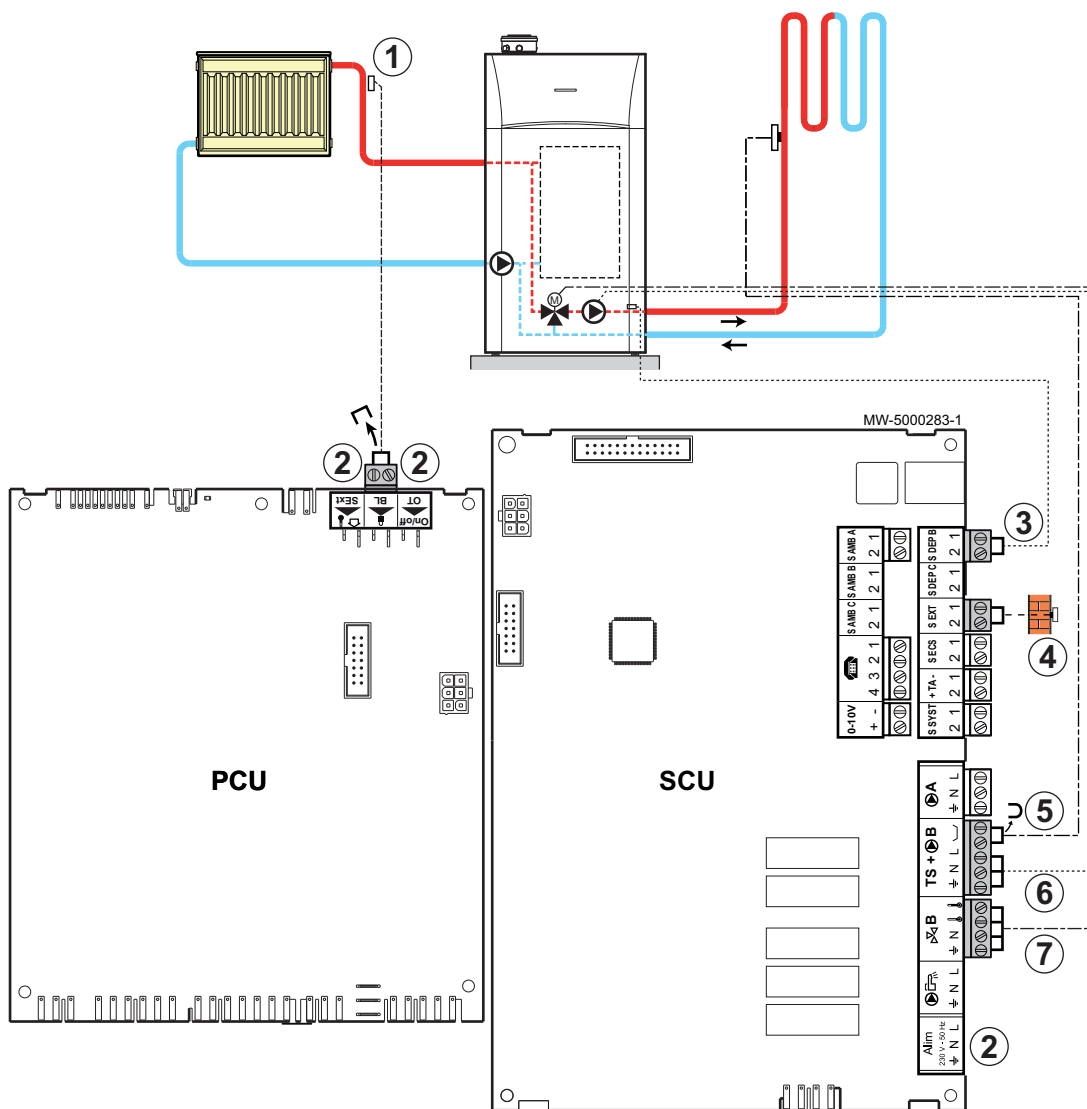 1
M
MW-5000283-1
2
2
SExt
BL
OT
On/off
3
S AMB A
2 1
S AMB B
2 1
S AMB C
2 1
4 3 2 1
0-10V
+ -
S DEP B
2 1
S DEP C
2 1
S EXT
2 1
S ECS
2 1
+ TA -
2 1
S SYST
2 1
4
PCU
SCU
A
N L
5
TS + B
N L
6
B
N
7
N L
Alim
230 V - 50 Hz
N L
2